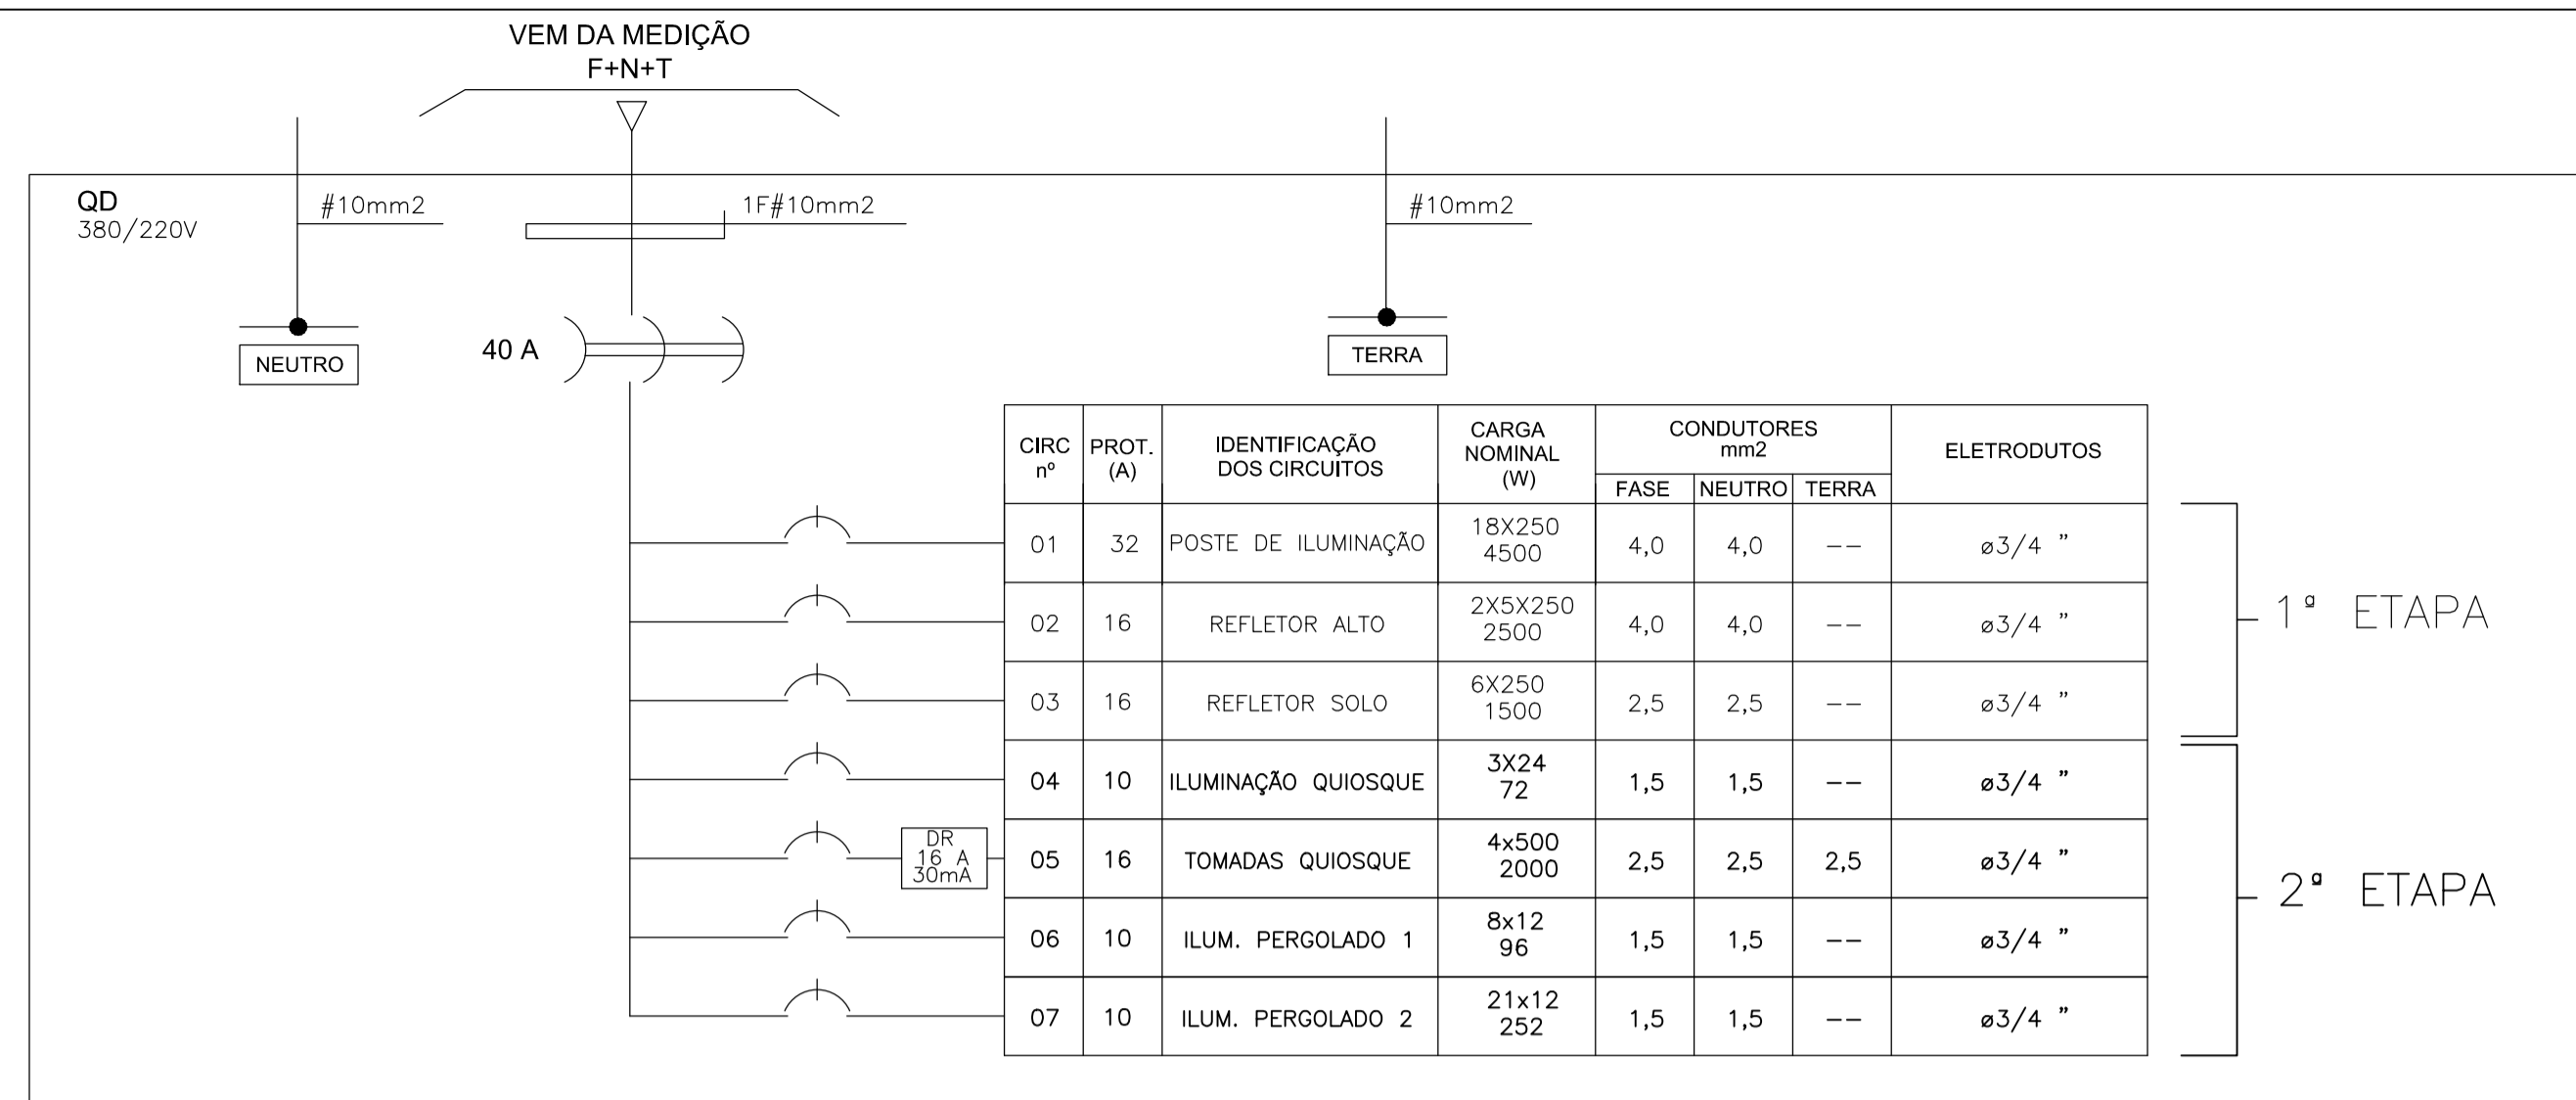 VEM DA MEDIÇÃO
F+N+T
QD
380/220V
#10mm2
1F#10mm2
#10mm2
NEUTRO
40 A
TERRA
CIRC nº
PROT. (A)
IDENTIFICAÇÃO DOS CIRCUITOS
CARGA NOMINAL (W)
CONDUTORES mm2
ELETRODUTOS
FASE NEUTRO TERRA
01 32 POSTE DE ILUMINAÇÃO 18X250 4500 4,0 4,0 -- ø3/4 "
02 16 REFLETOR ALTO 2X5X250 2500 4,0 4,0 -- ø3/4 "
03 16 REFLETOR SOLO 6X250 1500 2,5 2,5 -- ø3/4 "
1ª ETAPA
04 10 ILUMINAÇÃO QUIOSQUE 3X24 72 1,5 1,5 -- ø3/4 "
DR
16 A
30mA
05 16 TOMADAS QUIOSQUE 4x500 2000 2,5 2,5 2,5 ø3/4 "
06 10 ILUM. PERGOLADO 1 8x12 96 1,5 1,5 -- ø3/4 "
07 10 ILUM. PERGOLADO 2 21x12 252 1,5 1,5 -- ø3/4 "
2ª ETAPA